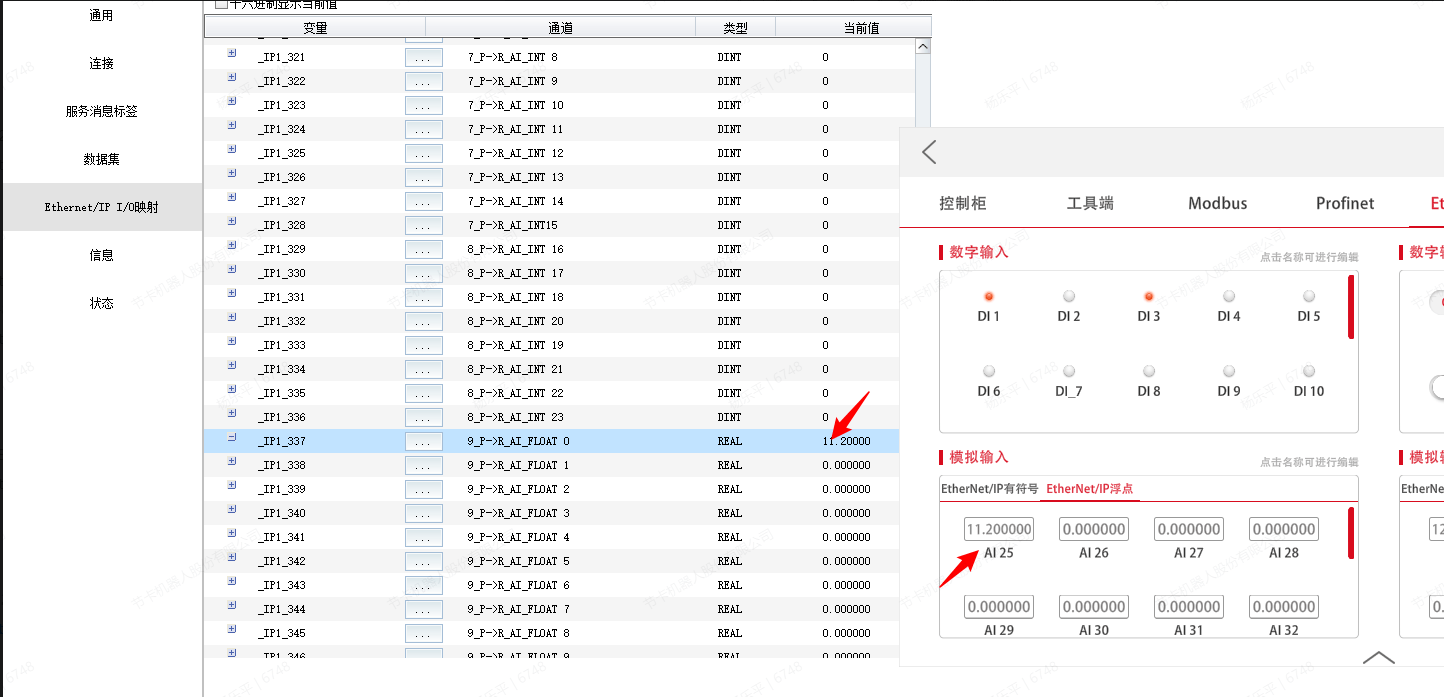 十六进制显示当前值
通用
连接
服务消息标签
数据集
Ethernet/IP I/O映射
信息
状态
变量 通道 类型 当前值
_IP1_321 ... 7_P->R_AI_INT 8 DINT 0
_IP1_322 ... 7_P->R_AI_INT 9 DINT 0
_IP1_323 ... 7_P->R_AI_INT 10 DINT 0
_IP1_324 ... 7_P->R_AI_INT 11 DINT 0
_IP1_325 ... 7_P->R_AI_INT 12 DINT 0
_IP1_326 ... 7_P->R_AI_INT 13 DINT 0
_IP1_327 ... 7_P->R_AI_INT 14 DINT 0
_IP1_328 ... 7_P->R_AI_INT15 DINT 0
_IP1_329 ... 8_P->R_AI_INT 16 DINT 0
_IP1_330 ... 8_P->R_AI_INT 17 DINT 0
_IP1_331 ... 8_P->R_AI_INT 18 DINT 0
_IP1_332 ... 8_P->R_AI_INT 20 DINT 0
_IP1_333 ... 8_P->R_AI_INT 19 DINT 0
_IP1_334 ... 8_P->R_AI_INT 21 DINT 0
_IP1_335 ... 8_P->R_AI_INT 22 DINT 0
_IP1_336 ... 8_P->R_AI_INT 23 DINT 0
_IP1_337 ... 9_P->R_AI_FLOAT 0 REAL 11.20000
_IP1_338 ... 9_P->R_AI_FLOAT 1 REAL 0.000000
_IP1_339 ... 9_P->R_AI_FLOAT 2 REAL 0.000000
_IP1_340 ... 9_P->R_AI_FLOAT 3 REAL 0.000000
_IP1_341 ... 9_P->R_AI_FLOAT 4 REAL 0.000000
_IP1_342 ... 9_P->R_AI_FLOAT 5 REAL 0.000000
_IP1_343 ... 9_P->R_AI_FLOAT 6 REAL 0.000000
_IP1_344 ... 9_P->R_AI_FLOAT 7 REAL 0.000000
_IP1_345 ... 9_P->R_AI_FLOAT 8 REAL 0.000000
_IP1_346 9_P->R_AI_FLOAT 9 REAL 0.000000
控制柜 工具端 Modbus Profinet Et
数字输入 点击名称可进行编辑 数字
DI 1 DI 2 DI 3 DI 4 DI 5
DI 6 DI_7 DI 8 DI 9 DI 10
模拟输入 点击名称可进行编辑 模拟
EtherNet/IP有符号 EtherNet/IP浮点 EtherNe
11.200000 0.000000 0.000000 0.000000 12
AI 25 AI 26 AI 27 AI 28
0.000000 0.000000 0.000000 0.000000 0.
AI 29 AI 30 AI 31 AI 32